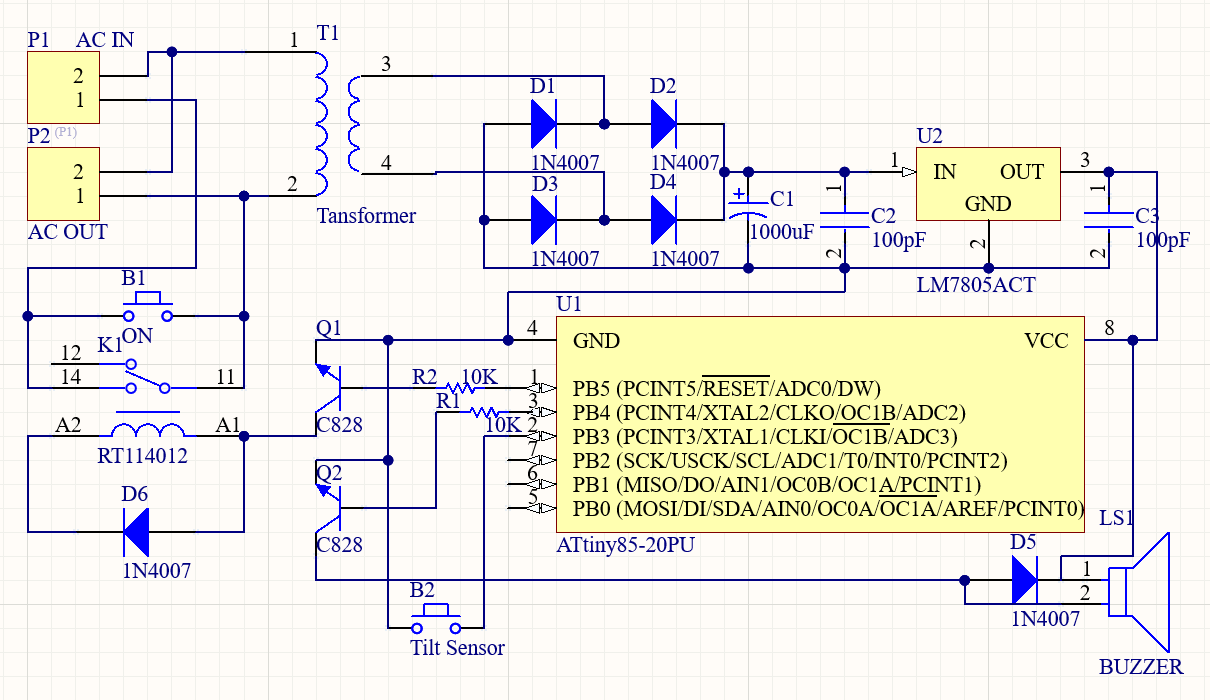 P1 AC IN
2
1
P2 (P1)
2
1
AC OUT
T1
1
2
3
4
Tansformer
D1
1N4007
D2
1N4007
D3
1N4007
D4
1N4007
+
C1
1000uF
1
C2
100pF
2
U2
1
IN OUT
GND
3
2
LM7805ACT
1
C3
100pF
2
B1
ON
K1
12
14
11
A2
A1
RT114012
D6
1N4007
Q1
C828
Q2
C828
R2 10K
R1
10K
U1
4 GND VCC 8
1 PB5 (PCINT5/RESET/ADC0/DW)
3 PB4 (PCINT4/XTAL2/CLKO/OC1B/ADC2)
2 PB3 (PCINT3/XTAL1/CLKI/OC1B/ADC3)
7 PB2 (SCK/USCK/SCL/ADC1/T0/INT0/PCINT2)
6 PB1 (MISO/DO/AIN1/OC0B/OC1A/PCINT1)
5 PB0 (MOSI/DI/SDA/AIN0/OC0A/OC1A/AREF/PCINT0)
ATtiny85-20PU
B2
Tilt Sensor
D5
1N4007
LS1
1
2
BUZZER